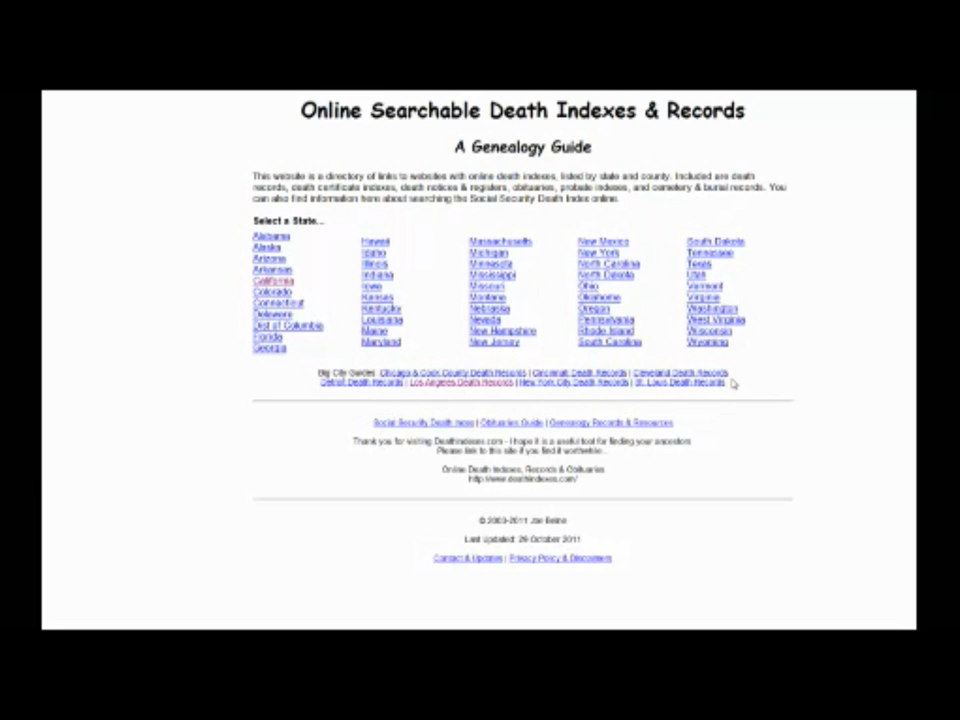 Online Searchable Death Indexes & Records
A Genealogy Guide
This website is a directory of links to websites with online death indexes, listed by state and county. Included are death
records, death certificate indexes, death notices & registers, obituaries, probate indexes, and cemetery & burial records. You
can also find information here about searching the Social Security Death Index online.
Select a State...
Alabama
Alaska
Arizona
Arkansas
California
Colorado
Connecticut
Delaware
Dist of Columbia
Florida
Georgia
Hawaii
Idaho
Illinois
Indiana
Iowa
Kansas
Kentucky
Louisiana
Maine
Maryland
Massachusetts
Michigan
Minnesota
Mississippi
Missouri
Montana
Nebraska
Nevada
New Hampshire
New Jersey
New Mexico
New York
North Carolina
North Dakota
Ohio
Oklahoma
Oregon
Pennsylvania
Rhode Island
South Carolina
South Dakota
Tennessee
Texas
Utah
Vermont
Virginia
Washington
West Virginia
Wisconsin
Wyoming
Big City Guides: Chicago & Cook County Death Records | Cincinnati Death Records | Cleveland Death Records
Detroit Death Records | Los Angeles Death Records | New York City Death Records | St. Louis Death Records
Social Security Death Index | Obituaries Guide | Genealogy Records & Resources
Thank you for visiting Deathindexes.com - I hope it is a useful tool for finding your ancestors
Please link to this site if you find it worthwhile...
Online Death Indexes, Records & Obituaries
http://www.deathindexes.com/
© 2003-2011 Joe Beine
Last Updated: 29 October 2011
Contact & Updates | Privacy Policy & Disclaimers